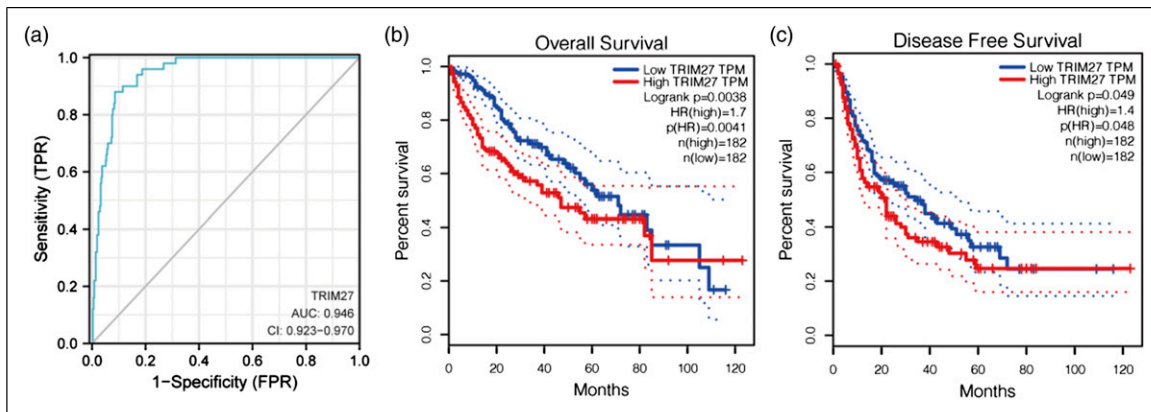 (a)
1.0
0.8
0.6
0.4
0.2
0.0
Sensitivity (TPR)
TRIM27
AUC: 0.946
CI: 0.923–0.970
0.0 0.2 0.4 0.6 0.8 1.0
1–Specificity (FPR)
(b)
Overall Survival
Low TRIM27 TPM
High TRIM27 TPM
Logrank p=0.0038
HR(high)=1.7
p(HR)=0.0041
n(high)=182
n(low)=182
1.0
0.8
0.6
0.4
0.2
0.0
Percent survival
0 20 40 60 80 100 120
Months
(c)
Disease Free Survival
Low TRIM27 TPM
High TRIM27 TPM
Logrank p=0.049
HR(high)=1.4
p(HR)=0.048
n(high)=182
n(low)=182
1.0
0.8
0.6
0.4
0.2
0.0
Percent survival
0 20 40 60 80 100 120
Months